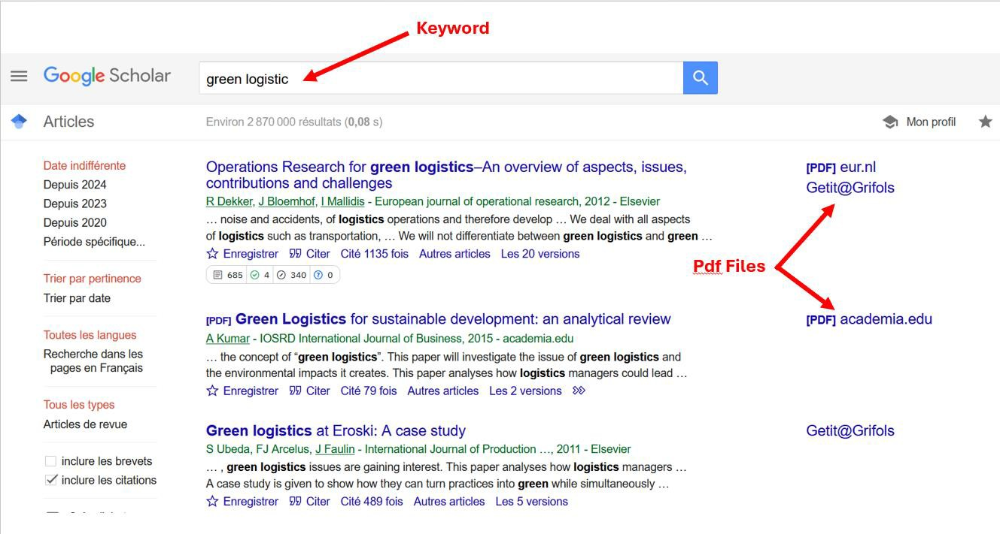 Keyword
Google Scholar
green logistic
Articles
Environ 2 870 000 résultats (0,08 s)
Mon profil
Date indifférente
Depuis 2024
Depuis 2023
Depuis 2020
Période spécifique...
Trier par pertinence
Trier par date
Toutes les langues
Recherche dans les
pages en Français
Tous les types
Articles de revue
inclure les brevets
inclure les citations
Operations Research for green logistics–An overview of aspects, issues,
contributions and challenges
R Dekker, J Bloemhof, I Mallidis - European journal of operational research, 2012 - Elsevier
… noise and accidents, of logistics operations and therefore develop … We deal with all aspects
of logistics such as transportation, … We will not differentiate between green logistics and green …
Enregistrer Citer Cité 1135 fois Autres articles Les 20 versions
685 4 340 0
[PDF] eur.nl
Getit@Grifols
Pdf Files
[PDF] Green Logistics for sustainable development: an analytical review
A Kumar - IOSRD International Journal of Business, 2015 - academia.edu
… the concept of “green logistics”. This paper will investigate the issue of green logistics and
the environmental impacts it creates. This paper analyses how logistics managers could lead …
Enregistrer Citer Cité 79 fois Autres articles Les 2 versions
[PDF] academia.edu
Green logistics at Eroski: A case study
S Ubeda, FJ Arcelus, J Faulin - International Journal of Production …, 2011 - Elsevier
… , green logistics issues are gaining interest. This paper analyses how logistics managers …
A case study is given to show how they can turn practices into green while simultaneously …
Enregistrer Citer Cité 489 fois Autres articles Les 5 versions
Getit@Grifols